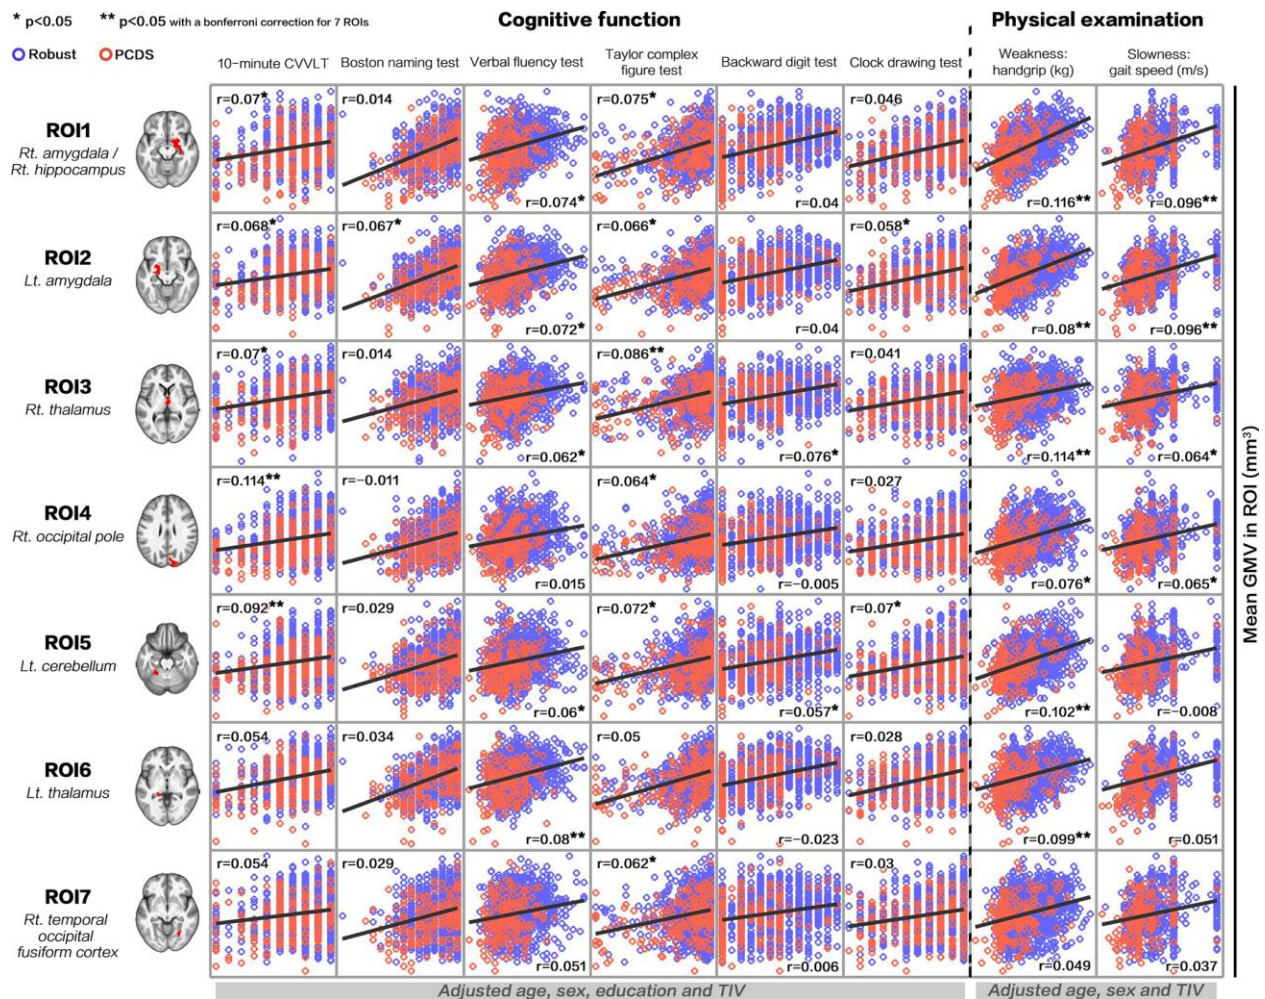 * p<0.05 ** p<0.05 with a bonferroni correction for 7 ROIs
Robust PCDS
Cognitive function
Physical examination
10−minute CVVLT
Boston naming test
Verbal fluency test
Taylor complex
figure test
Backward digit test
Clock drawing test
Weakness:
handgrip (kg)
Slowness:
gait speed (m/s)
ROI1
Rt. amygdala /
Rt. hippocampus
r=0.07*
r=0.014
r=0.074*
r=0.075*
r=0.04
r=0.046
r=0.116**
r=0.096**
ROI2
Lt. amygdala
r=0.068*
r=0.067*
r=0.072*
r=0.066*
r=0.04
r=0.058*
r=0.08**
r=0.096**
ROI3
Rt. thalamus
r=0.07*
r=0.014
r=0.062*
r=0.086**
r=0.076*
r=0.041
r=0.114**
r=0.064*
ROI4
Rt. occipital pole
r=0.114**
r=−0.011
r=0.015
r=0.064*
r=−0.005
r=0.027
r=0.076*
r=0.065*
ROI5
Lt. cerebellum
r=0.092**
r=0.029
r=0.06*
r=0.072*
r=0.057*
r=0.07*
r=0.102**
r=−0.008
ROI6
Lt. thalamus
r=0.054
r=0.034
r=0.08**
r=0.05
r=−0.023
r=0.028
r=0.099**
r=0.051
ROI7
Rt. temporal
occipital
fusiform cortex
r=0.054
r=0.029
r=0.051
r=0.062*
r=0.006
r=0.03
r=0.049
r=0.037
Mean GMV in ROI (mm³)
Adjusted age, sex, education and TIV
Adjusted age, sex and TIV